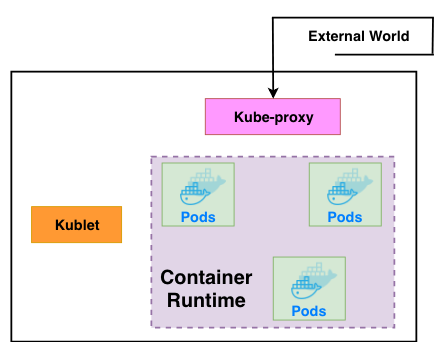 External World
Kube-proxy
Pods
Pods
Kublet
Container
Runtime
Pods